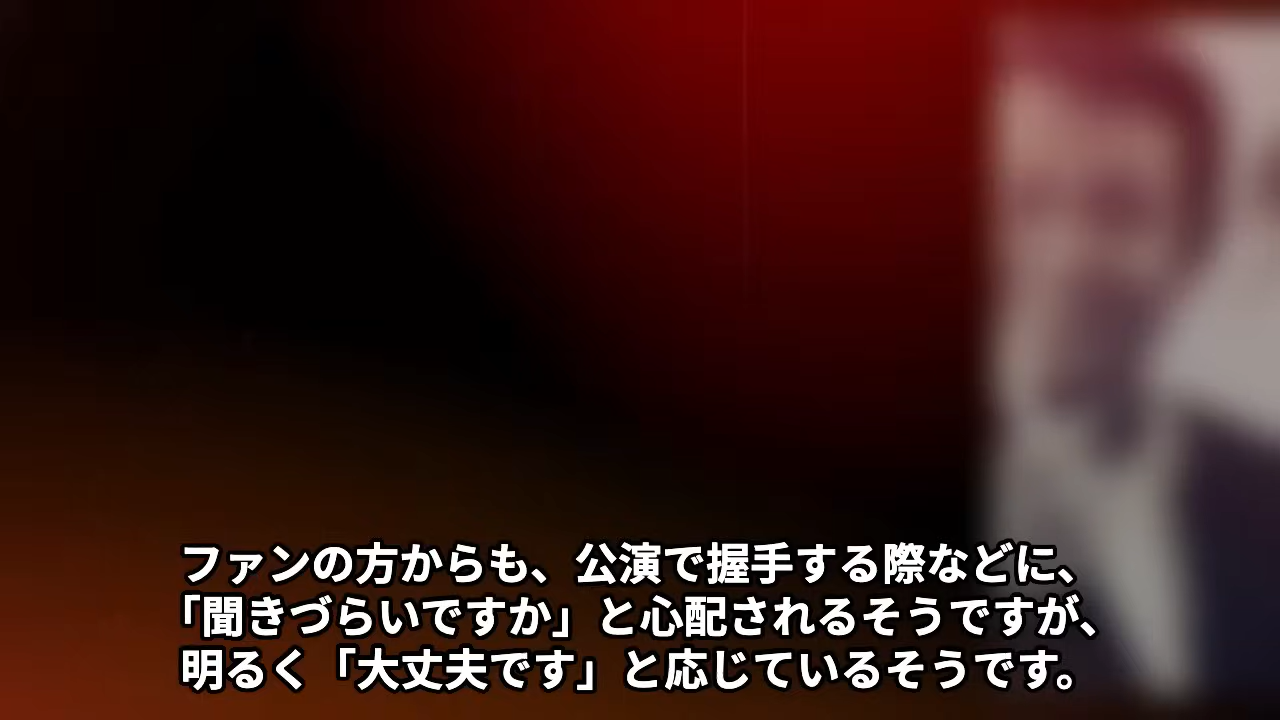 ファンの方からも、公演で握手する際などに、
「聞きづらいですか」と心配されるそうですが、
明るく「大丈夫です」と応じているそうです。